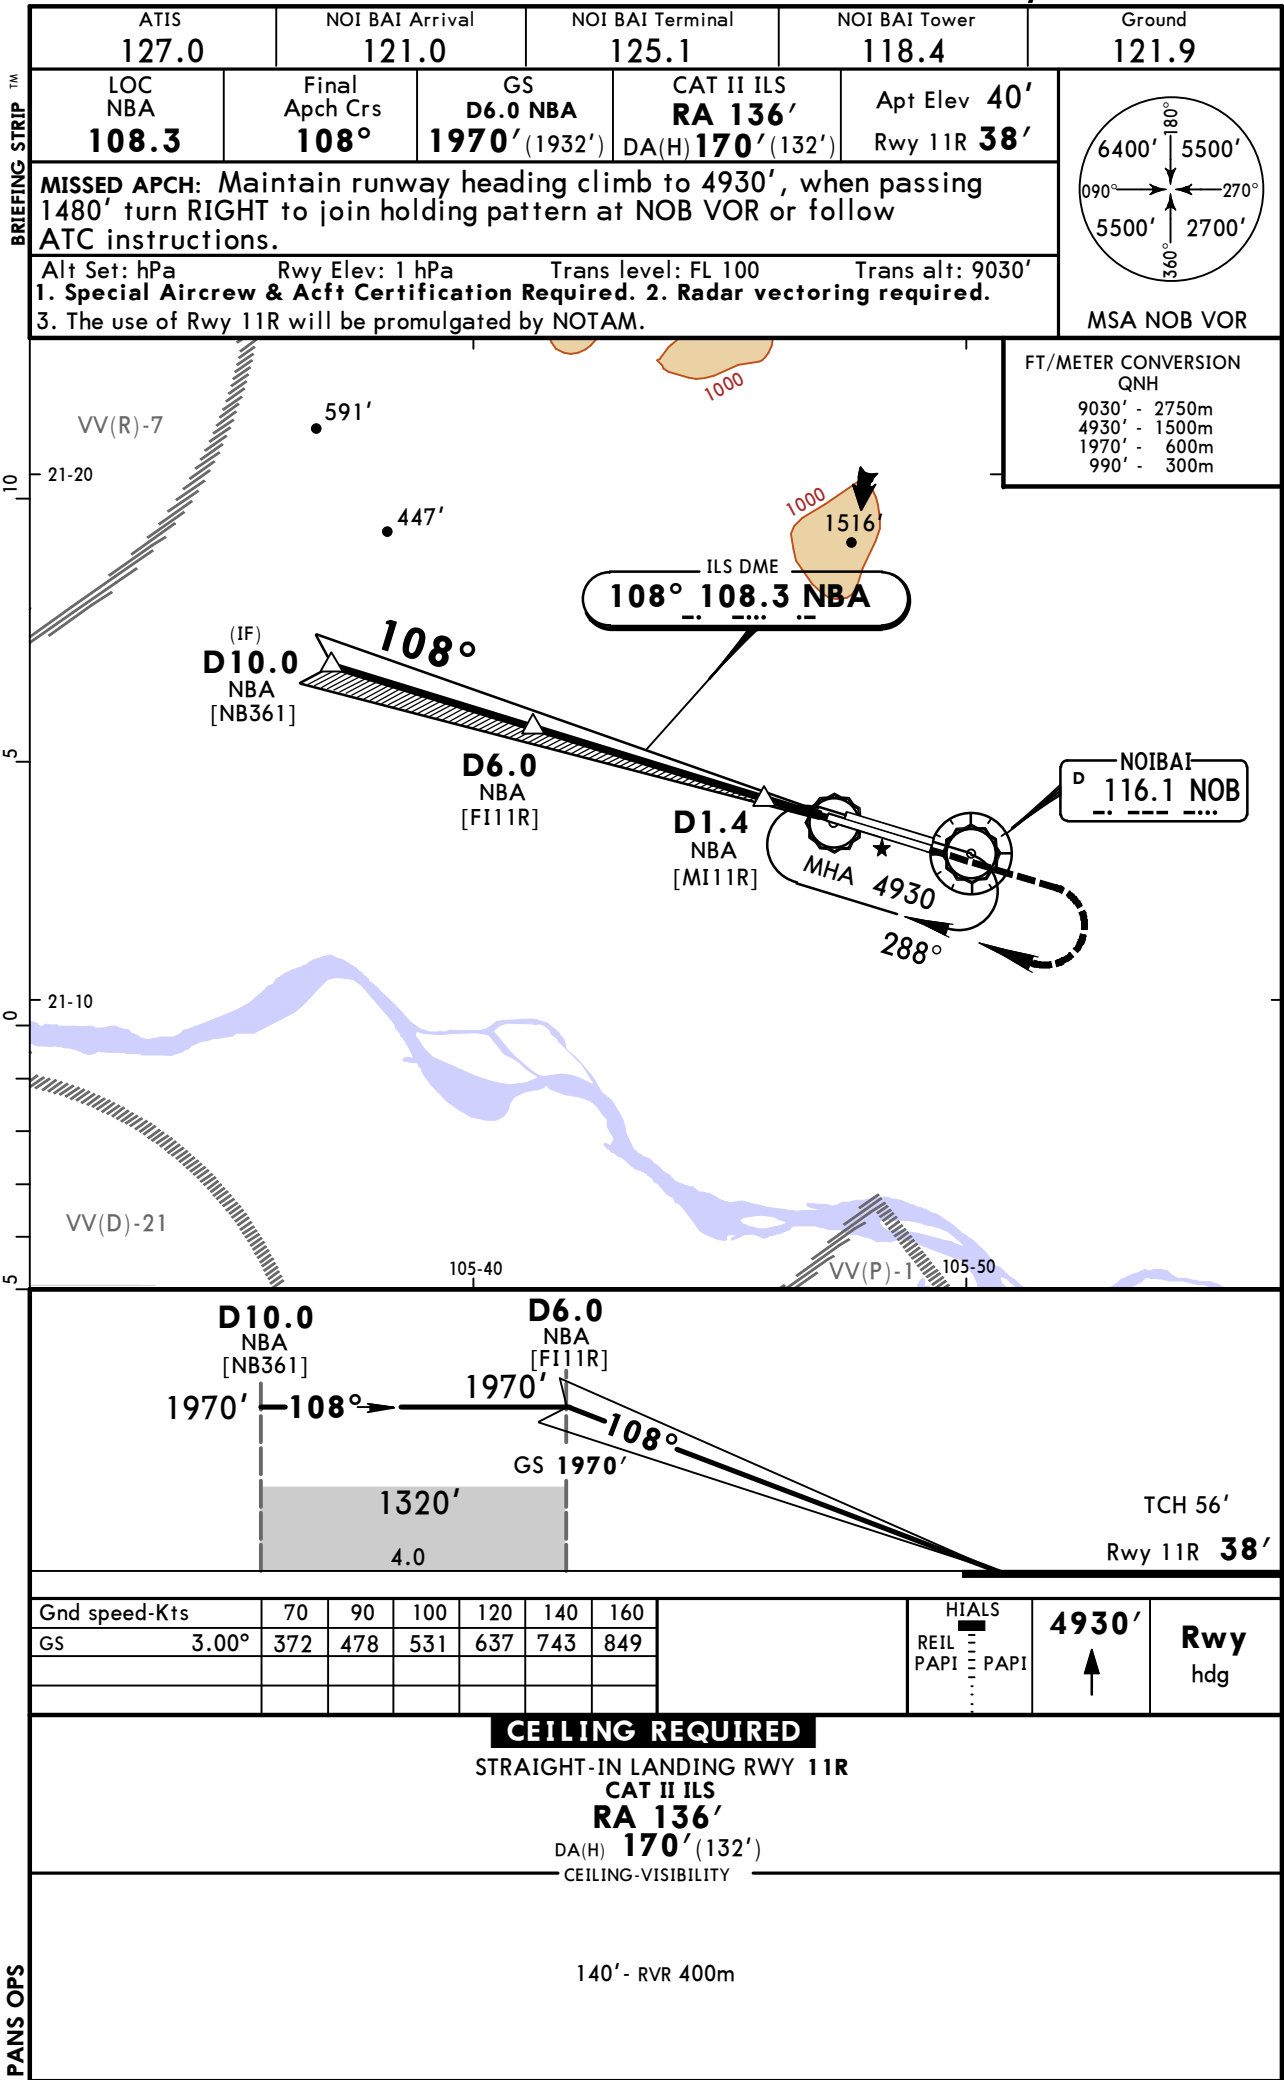 ATIS
127.0
NOI BAI Arrival
121.0
NOI BAI Terminal
125.1
NOI BAI Tower
118.4
Ground
121.9
BRIEFING STRIP TM
LOC
NBA
108.3
Final
Apch Crs
108°
GS
D6.0 NBA
1970' (1932')
CAT II ILS
RA 136'
DA(H) 170' (132')
Apt Elev 40'
Rwy 11R 38'
MISSED APCH: Maintain runway heading climb to 4930', when passing
1480' turn RIGHT to join holding pattern at NOB VOR or follow
ATC instructions.
Alt Set: hPa Rwy Elev: 1 hPa Trans level: FL 100 Trans alt: 9030'
1. Special Aircrew & Acft Certification Required. 2. Radar vectoring required.
3. The use of Rwy 11R will be promulgated by NOTAM.
180°
6400' 5500'
090° 270°
5500' 2700'
360°
MSA NOB VOR
FT/METER CONVERSION
QNH
9030' - 2750m
4930' - 1500m
1970' - 600m
990' - 300m
1000
VV(R)-7
591'
10
21-20
447'
1000
1516'
ILS DME
108° 108.3 NBA
(IF)
D10.0
NBA
[NB361]
108°
5
D6.0
NBA
[FI11R]
D1.4
NBA
[MI11R]
NOIBAI
D 116.1 NOB
MHA 4930
288°
21-10
0
VV(D)-21
5
105-40
VV(P)-1
105-50
D10.0
NBA
[NB361]
D6.0
NBA
[FI11R]
1970' 108° 1970'
108°
GS 1970'
1320'
4.0
TCH 56'
Rwy 11R 38'
Gnd speed-Kts 70 90 100 120 140 160
GS 3.00° 372 478 531 637 743 849
HIALS
REIL
PAPI PAPI
4930'
Rwy
hdg
CEILING REQUIRED
STRAIGHT-IN LANDING RWY 11R
CAT II ILS
RA 136'
DA(H) 170' (132')
CEILING-VISIBILITY
140' - RVR 400m
PANS OPS